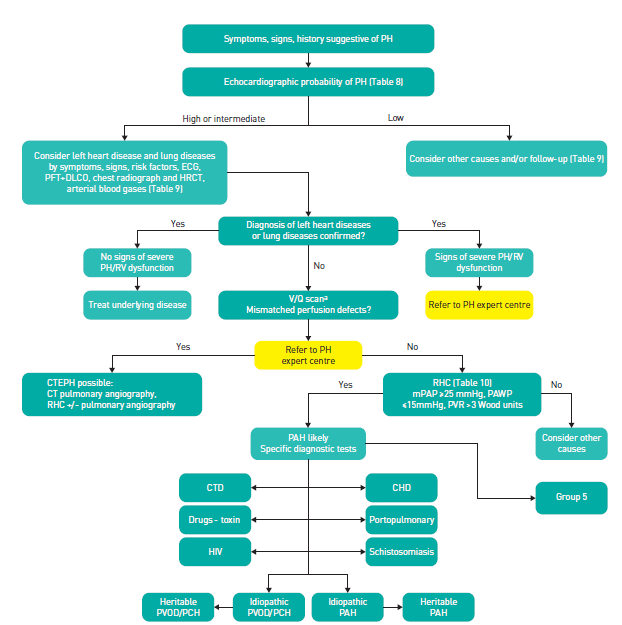 Symptoms, signs, history suggestive of PH
Echocardiographic probability of PH (Table 8)
High or intermediate
Low
Consider left heart disease and lung diseases
by symptoms, signs, risk factors, ECG,
PFT+DLCO, chest radiograph and HRCT,
arterial blood gases (Table 9)
Consider other causes and/or follow-up (Table 9)
Yes
Diagnosis of left heart diseases
or lung diseases confirmed?
Yes
No signs of severe
PH/RV dysfunction
No
Signs of severe PH/RV
dysfunction
Treat underlying disease
V/Q scanª
Mismatched perfusion defects?
Refer to PH expert centre
Yes
Refer to PH
expert centre
No
CTEPH possible:
CT pulmonary angiography,
RHC +/- pulmonary angiography
Yes
RHC (Table 10)
mPAP ≥25 mmHg, PAWP
≤15mmHg, PVR >3 Wood units
No
PAH likely
Specific diagnostic tests
Consider other
causes
CTD
CHD
Group 5
Drugs - toxin
Portopulmonary
HIV
Schistosomiasis
Heritable
PVOD/PCH
Idiopathic
PVOD/PCH
Idiopathic
PAH
Heritable
PAH